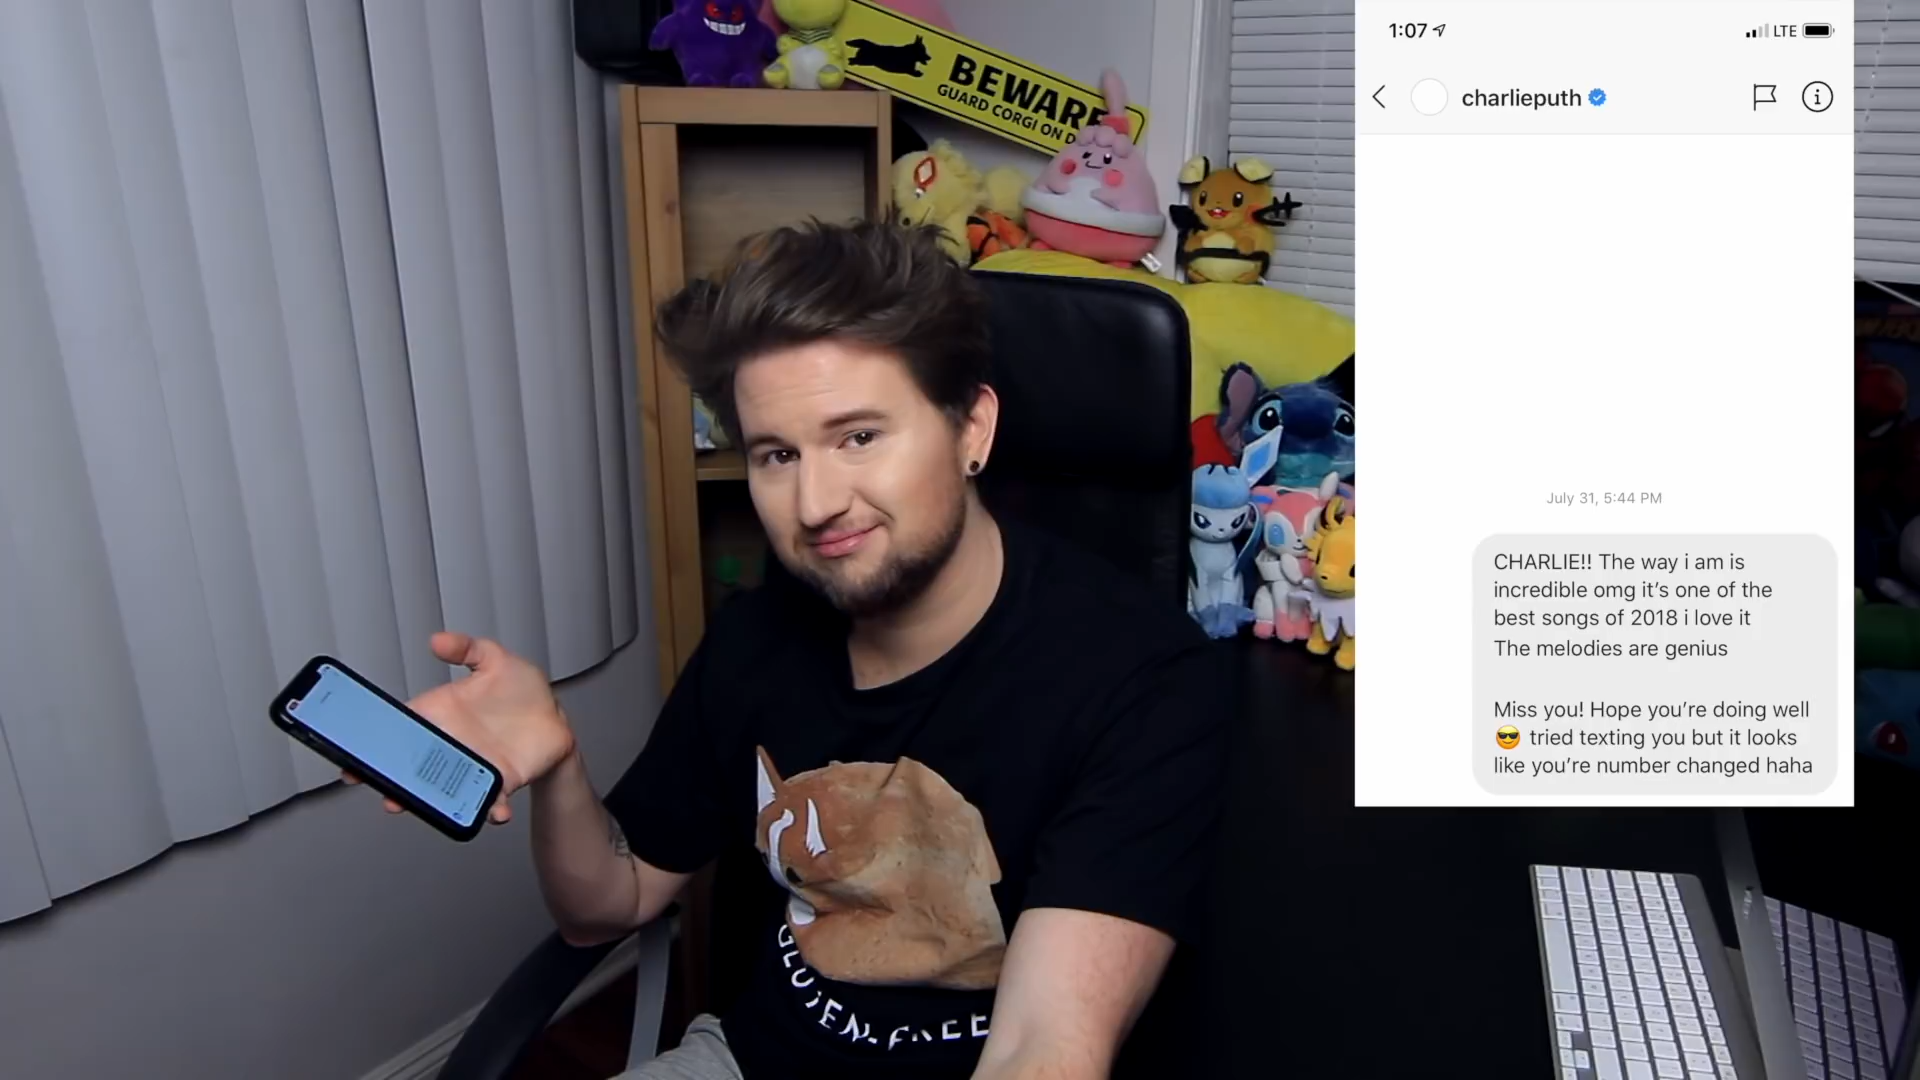 BEWARE
GUARD CORGI ON D
GLUTEN-FREE
1:07
LTE
charlieputh
July 31, 5:44 PM
CHARLIE!! The way i am is
incredible omg it's one of the
best songs of 2018 i love it
The melodies are genius
Miss you! Hope you're doing well
😎 tried texting you but it looks
like you're number changed haha